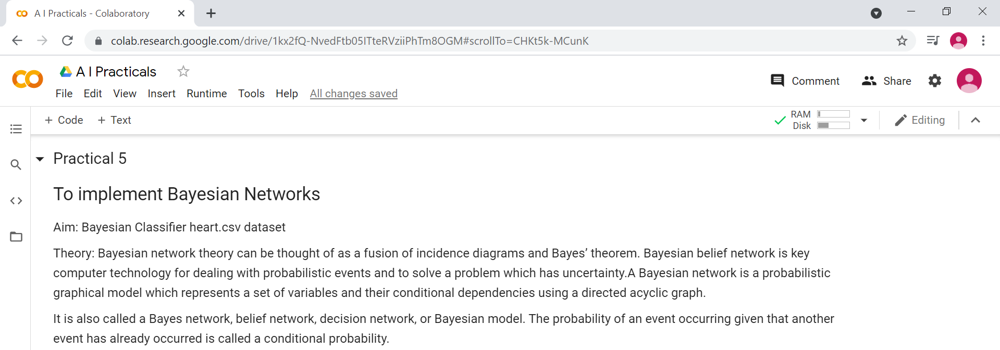 A I Practicals - Colaboratory
colab.research.google.com/drive/1kx2fQ-NvedFtb05ITteRVziiPhTm8OGM#scrollTo=CHKt5k-MCunK
A I Practicals
Comment
Share
File Edit View Insert Runtime Tools Help All changes saved
+ Code + Text
RAM
Disk
Editing
Practical 5
To implement Bayesian Networks
Aim: Bayesian Classifier heart.csv dataset
Theory: Bayesian network theory can be thought of as a fusion of incidence diagrams and Bayes’ theorem. Bayesian belief network is key
computer technology for dealing with probabilistic events and to solve a problem which has uncertainty.A Bayesian network is a probabilistic
graphical model which represents a set of variables and their conditional dependencies using a directed acyclic graph.
It is also called a Bayes network, belief network, decision network, or Bayesian model. The probability of an event occurring given that another
event has already occurred is called a conditional probability.